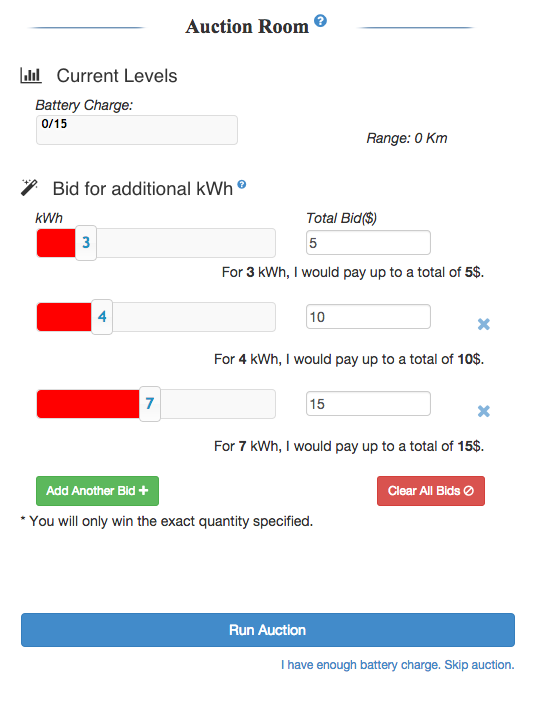 Auction Room ?
Current Levels
Battery Charge:
0/15
Range: 0 Km
Bid for additional kWh ?
kWh Total Bid($)
3 5
For 3 kWh, I would pay up to a total of 5$.
4 10
For 4 kWh, I would pay up to a total of 10$.
7 15
For 7 kWh, I would pay up to a total of 15$.
Add Another Bid + Clear All Bids
* You will only win the exact quantity specified.
Run Auction
I have enough battery charge. Skip auction.